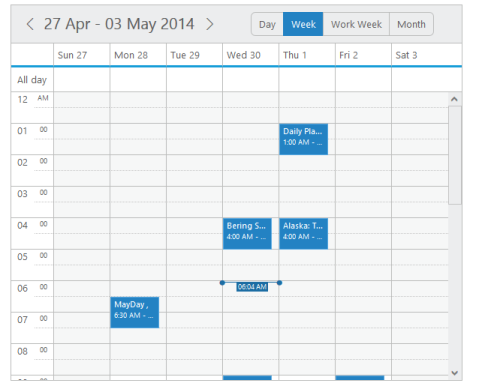 27 Apr - 03 May 2014
Day Week Work Week Month
Sun 27 Mon 28 Tue 29 Wed 30 Thu 1 Fri 2 Sat 3
All day
12 AM
01 00
Daily Pla...
1:00 AM - ...
02 00
03 00
04 00
Bering S... Alaska: T...
4:00 AM - ... 4:00 AM - ...
05 00
06 00
06:04 AM
MayDay ,
6:30 AM - ...
07 00
08 00